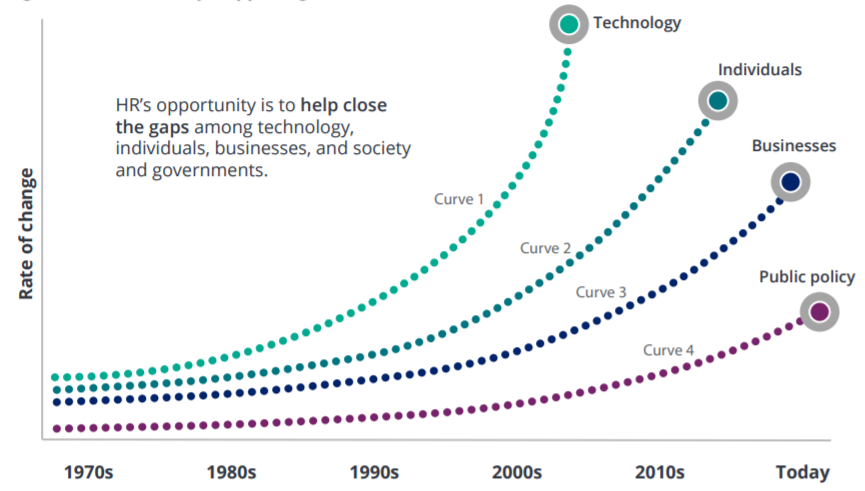 Technology
Individuals
HR's opportunity is to help close
the gaps among technology,
individuals, businesses, and society
and governments.
Businesses
Curve 1
Curve 2
Public policy
Curve 3
Curve 4
Rate of change
1970s 1980s 1990s 2000s 2010s Today